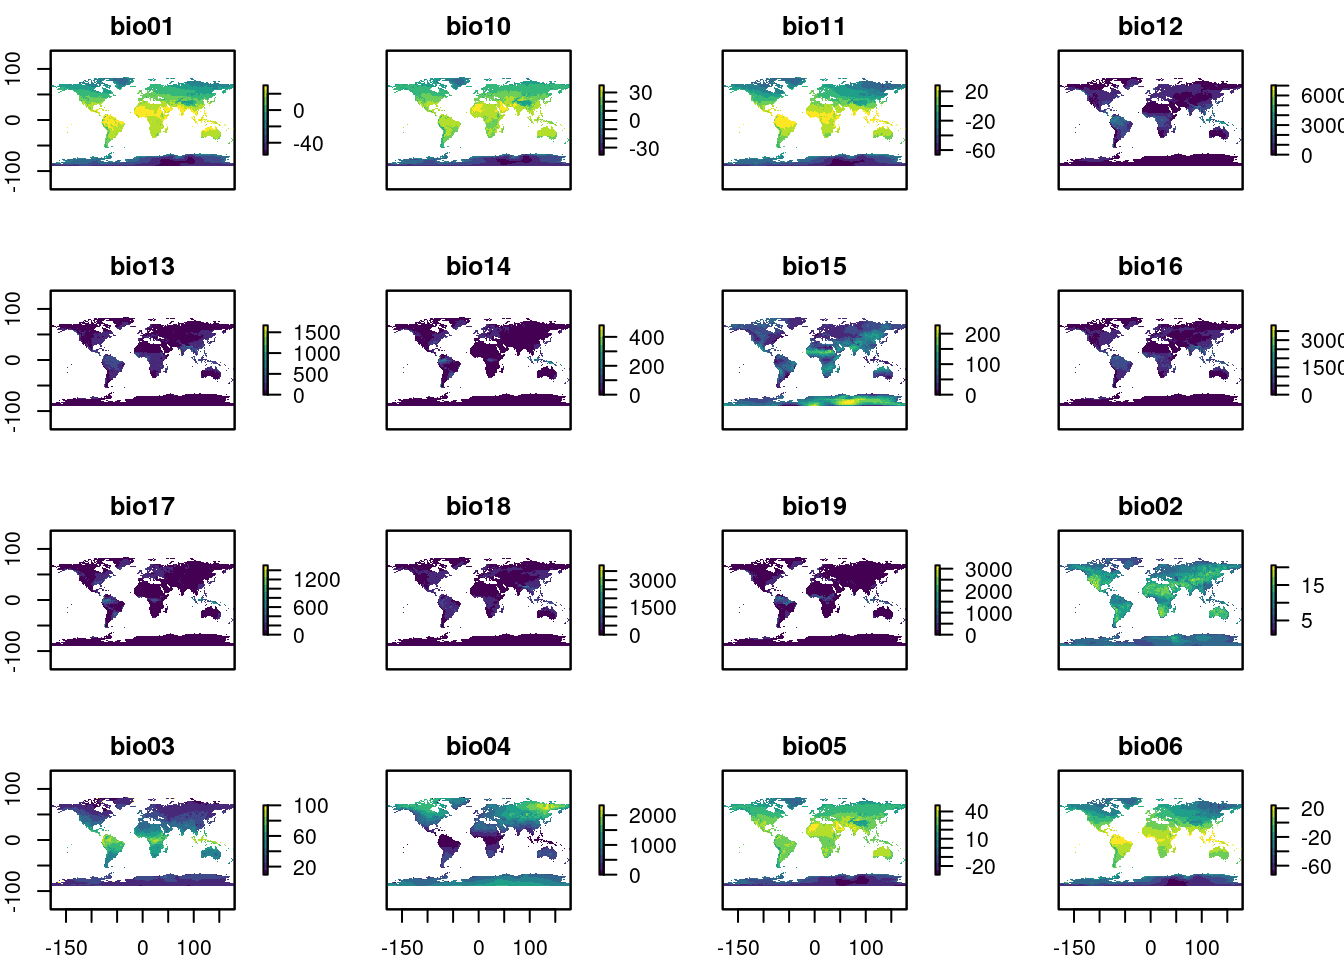 bio01 bio10 bio11 bio12
100 0 -100
0 -40
30 0 -30
20 -20 -60
6000 3000 0
bio13 bio14 bio15 bio16
100 0 -100
1500 1000 500 0
400 200 0
200 100 0
3000 1500 0
bio17 bio18 bio19 bio02
100 0 -100
1200 600 0
3000 1500 0
3000 2000 1000 0
15 5
bio03 bio04 bio05 bio06
100 0 -100
100 60 20
2000 1000 0
40 10 -20
20 -20 -60
-150 0 100 -150 0 100 -150 0 100 -150 0 100